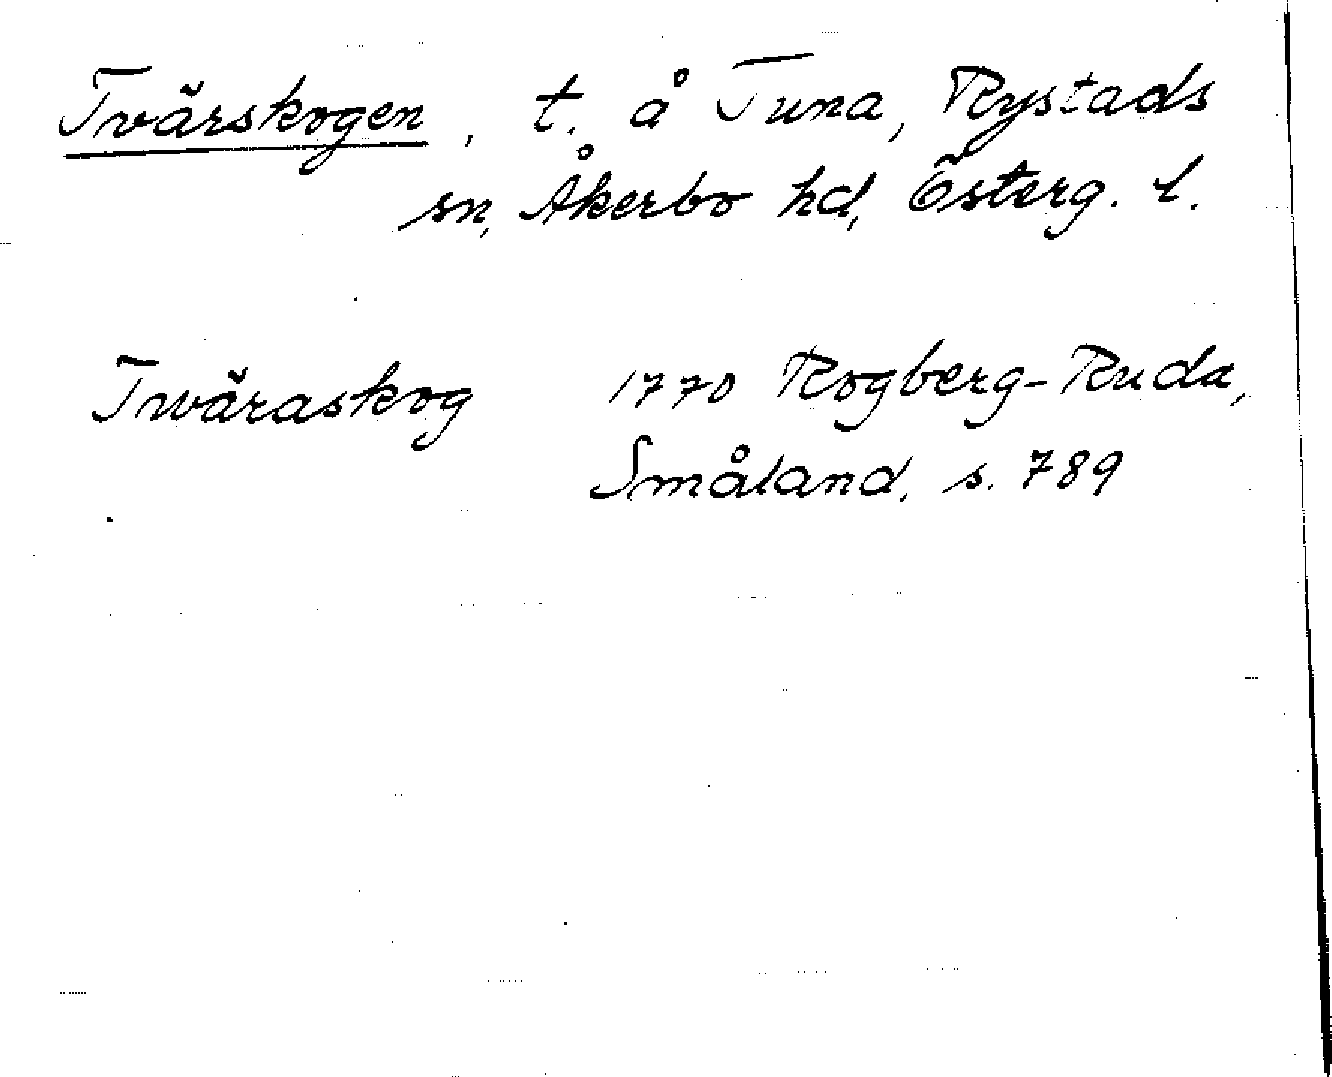 Tvärskogen, t. å Tuna, Rystads
sn, Åkerbo hd, Österg. l.
Tväraskog 1770 Rogberg-Ruda,
Småland, s. 789